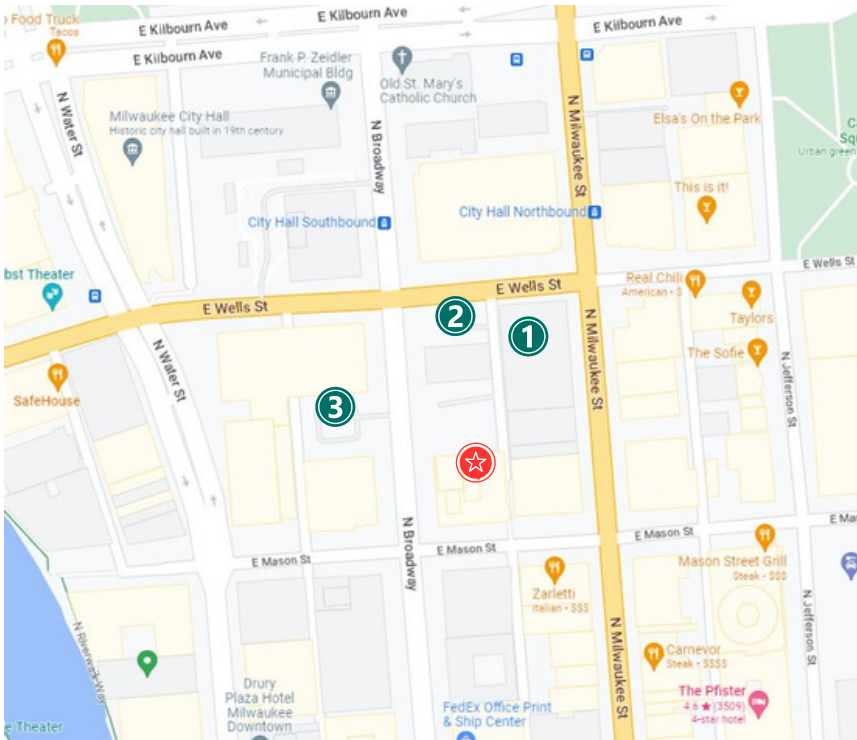 Food Truck
Tacos
E Kilbourn Ave
E Kilbourn Ave
E Kilbourn Ave
E Kilbourn Ave
Frank P. Zeidler
Municipal Bldg
Old St. Mary's
Catholic Church
N Water St
Milwaukee City Hall
Historic city hall built in 19th century
N Broadway
N Milwaukee St
Elsa's On the Park
Squ
Urban green
This is it!
City Hall Southbound
City Hall Northbound
E Wells St
bst Theater
E Wells St
E Wells St
Real Chili
American • $
Taylors
2
1
N Water St
N Milwaukee St
The Sofie
N Jefferson St
SafeHouse
3
N Broadway
E Mason St
E Mason St
E Mason St
E Ma
Zarletti
Italian • $$$
Mason Street Grill
Steak • $$$
N Riverwalk Way
N Milwaukee St
N Jefferson St
Carnevor
Steak • $$$$
Drury
Plaza Hotel
Milwaukee
Downtown
FedEx Office Print
& Ship Center
The Pfister
4.6 ★ (3509)
4-star hotel
e Theater